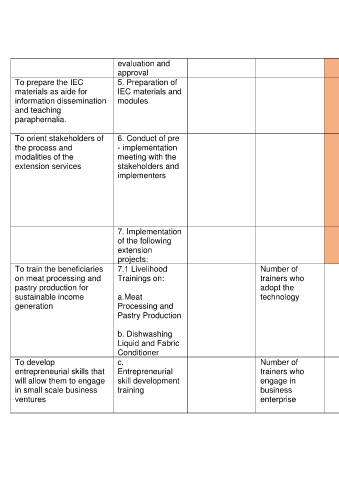 evaluation and
approval
To prepare the IEC
materials as aide for
information dissemination
and teaching
paraphernalia.
5. Preparation of
IEC materials and
modules
To orient stakeholders of
the process and
modalities of the
extension services
6. Conduct of pre
- implementation
meeting with the
stakeholders and
implementers
7. Implementation
of the following
extension
projects:
To train the beneficiaries
on meat processing and
pastry production for
sustainable income
generation
7.1 Livelihood
Trainings on:
a.Meat
Processing and
Pastry Production
b. Dishwashing
Liquid and Fabric
Conditioner
Number of
trainers who
adopt the
technology
To develop
entrepreneurial skills that
will allow them to engage
in small scale business
ventures
c.
Entrepreneurial
skill development
training
Number of
trainers who
engage in
business
enterprise